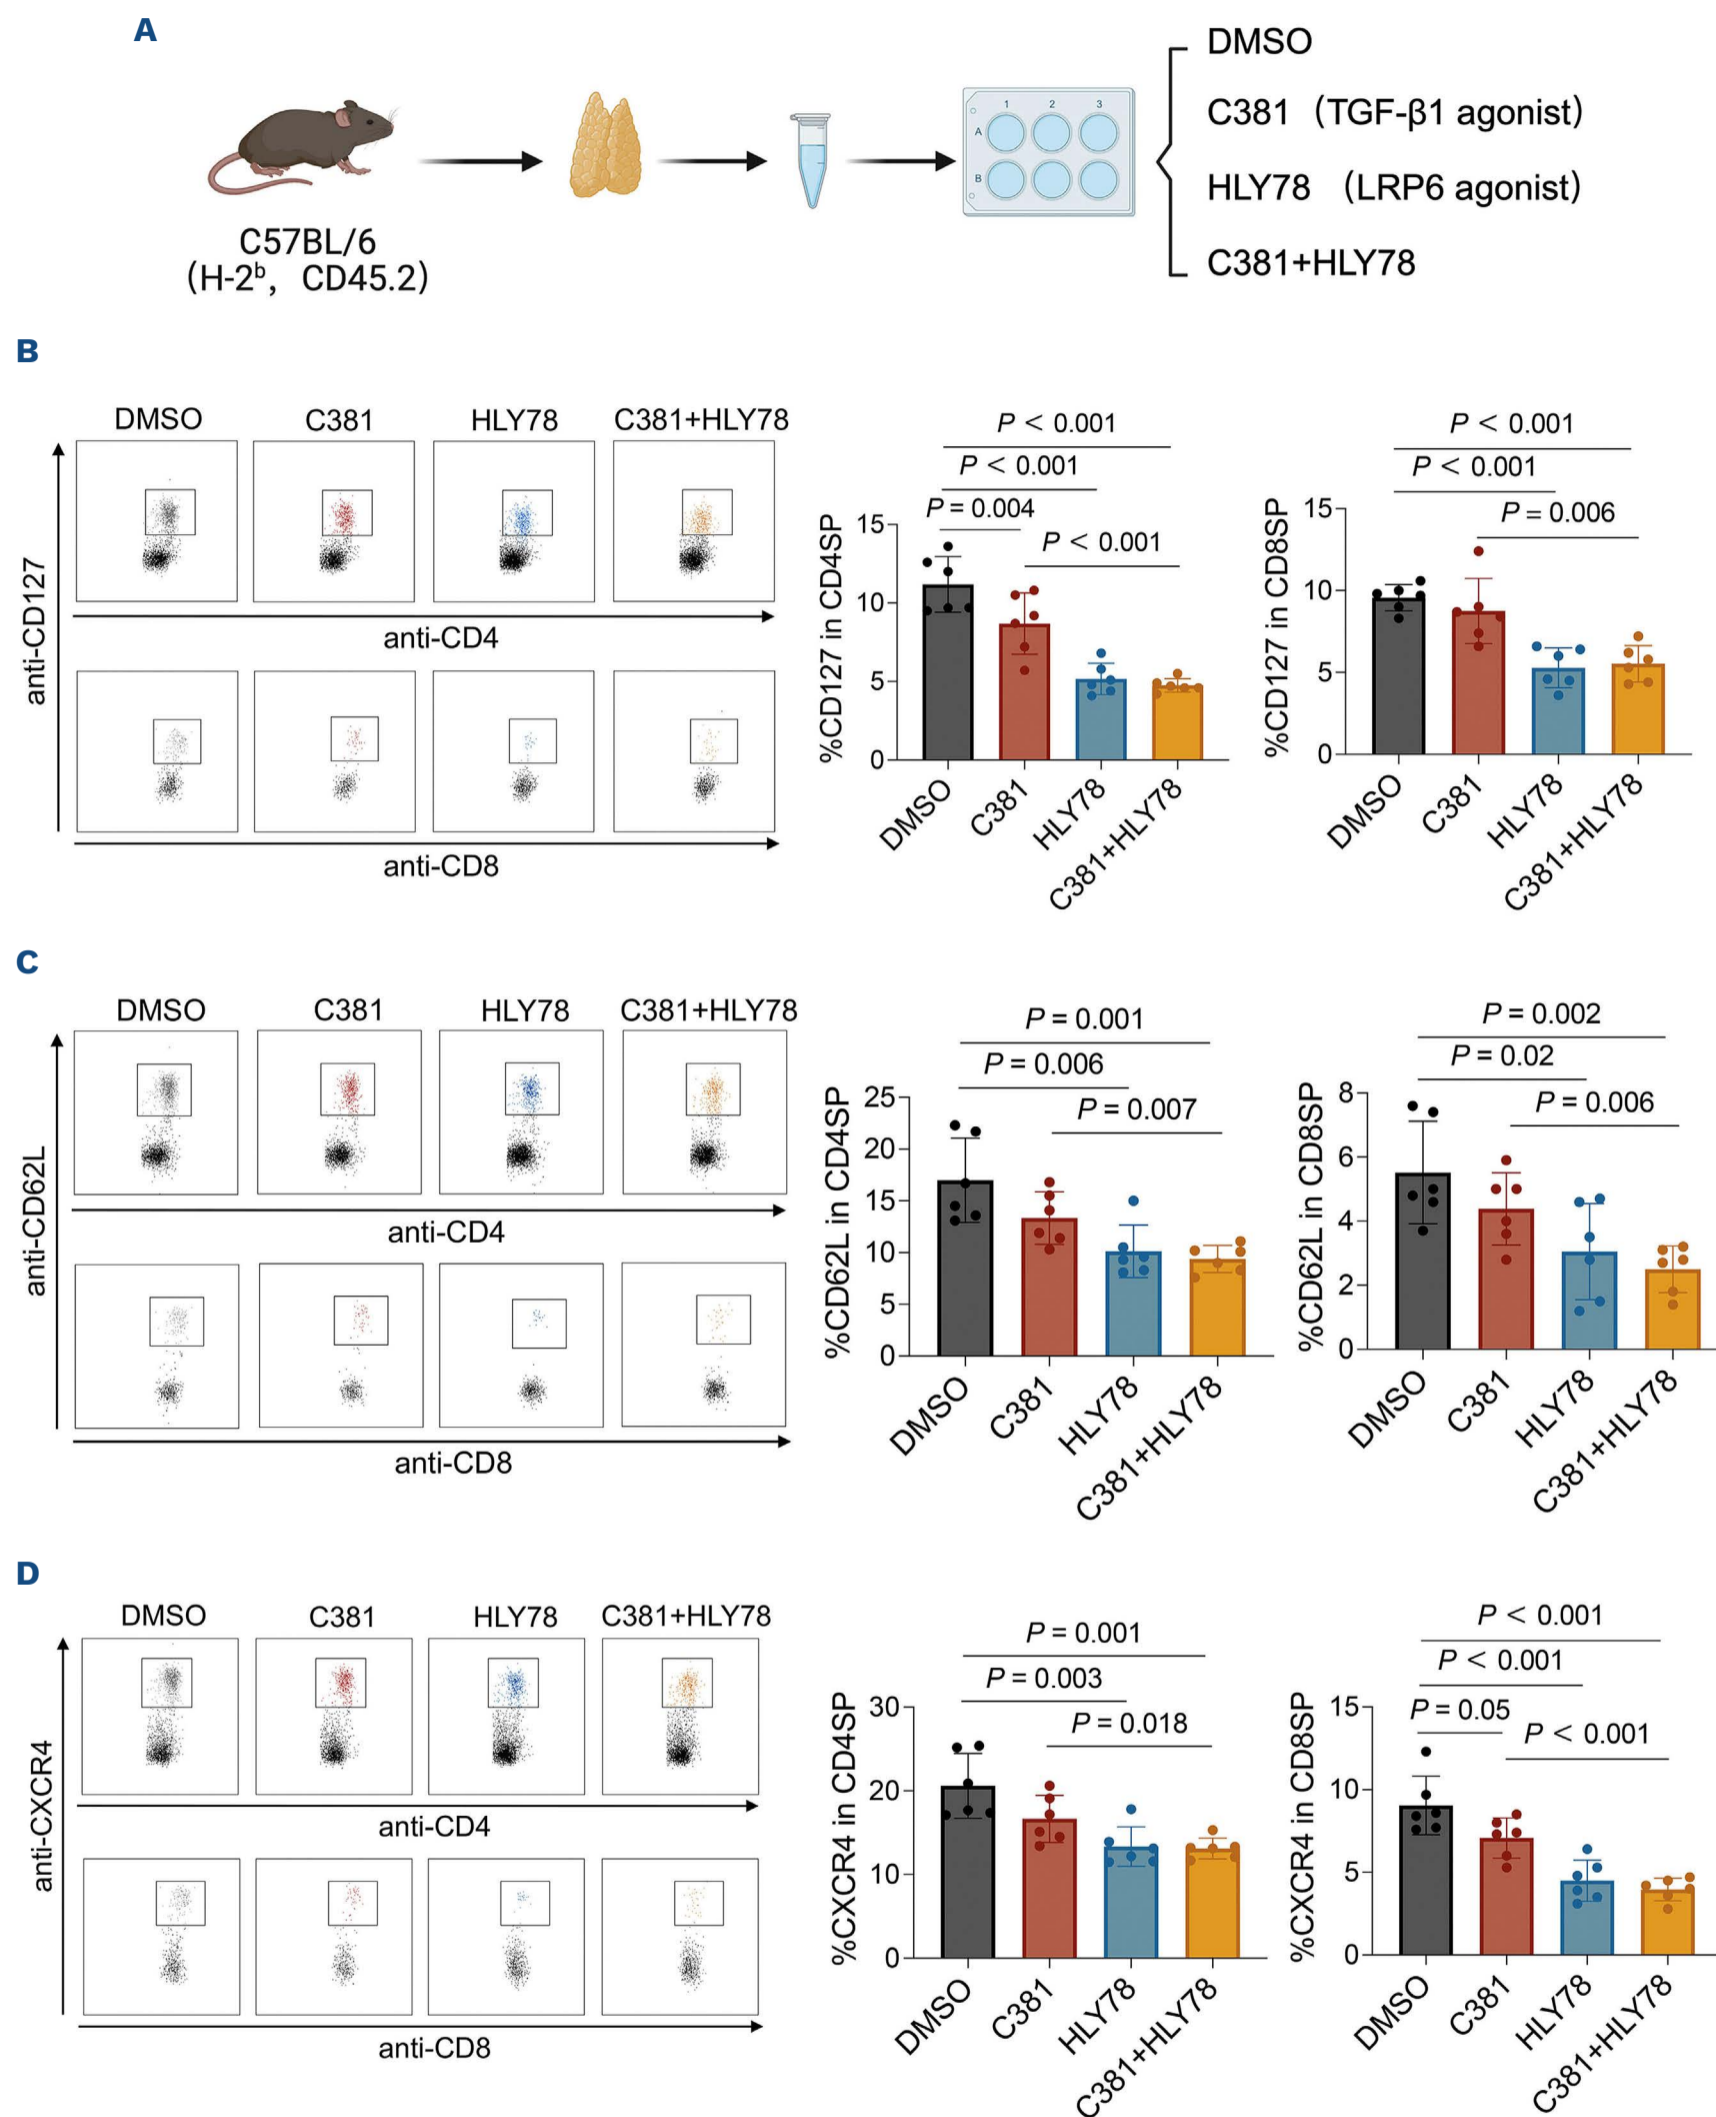 A
C57BL/6
(H-2ᵇ, CD45.2)
1 2 3
A
B
DMSO
C381 (TGF-β1 agonist)
HLY78 (LRP6 agonist)
C381+HLY78
B
DMSO C381 HLY78 C381+HLY78
anti-CD127
anti-CD4
anti-CD8
P < 0.001
P < 0.001
P = 0.004
P < 0.001
%CD127 in CD4SP
15
10
5
0
DMSO
C381
HLY78
C381+HLY78
P < 0.001
P < 0.001
P = 0.006
%CD127 in CD8SP
15
10
5
0
DMSO
C381
HLY78
C381+HLY78
C
DMSO C381 HLY78 C381+HLY78
anti-CD62L
anti-CD4
anti-CD8
P = 0.001
P = 0.006
P = 0.007
%CD62L in CD4SP
25
20
15
10
5
0
DMSO
C381
HLY78
C381+HLY78
P = 0.002
P = 0.02
P = 0.006
%CD62L in CD8SP
8
6
4
2
0
DMSO
C381
HLY78
C381+HLY78
D
DMSO C381 HLY78 C381+HLY78
anti-CXCR4
anti-CD4
anti-CD8
P = 0.001
P = 0.003
P = 0.018
%CXCR4 in CD4SP
30
20
10
0
DMSO
C381
HLY78
C381+HLY78
P < 0.001
P < 0.001
P = 0.05
P < 0.001
%CXCR4 in CD8SP
15
10
5
0
DMSO
C381
HLY78
C381+HLY78